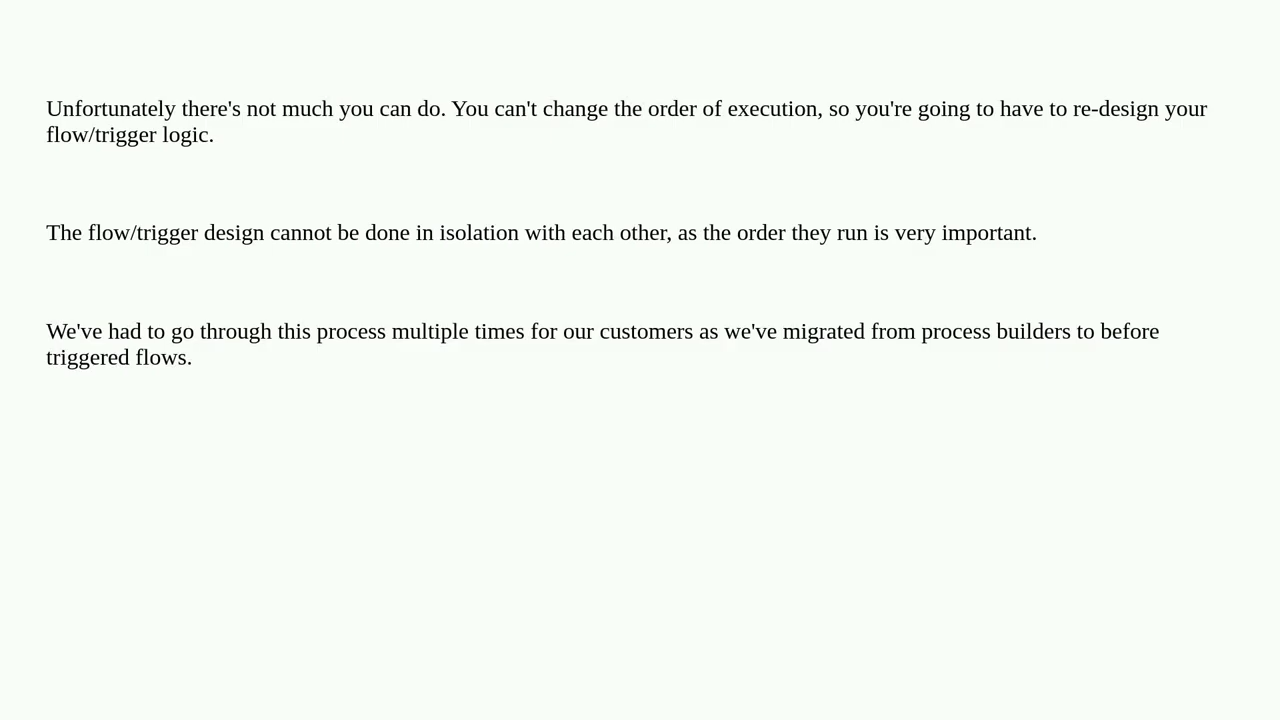 Unfortunately there's not much you can do. You can't change the order of execution, so you're going to have to re-design your
flow/trigger logic.
The flow/trigger design cannot be done in isolation with each other, as the order they run is very important.
We've had to go through this process multiple times for our customers as we've migrated from process builders to before
triggered flows.